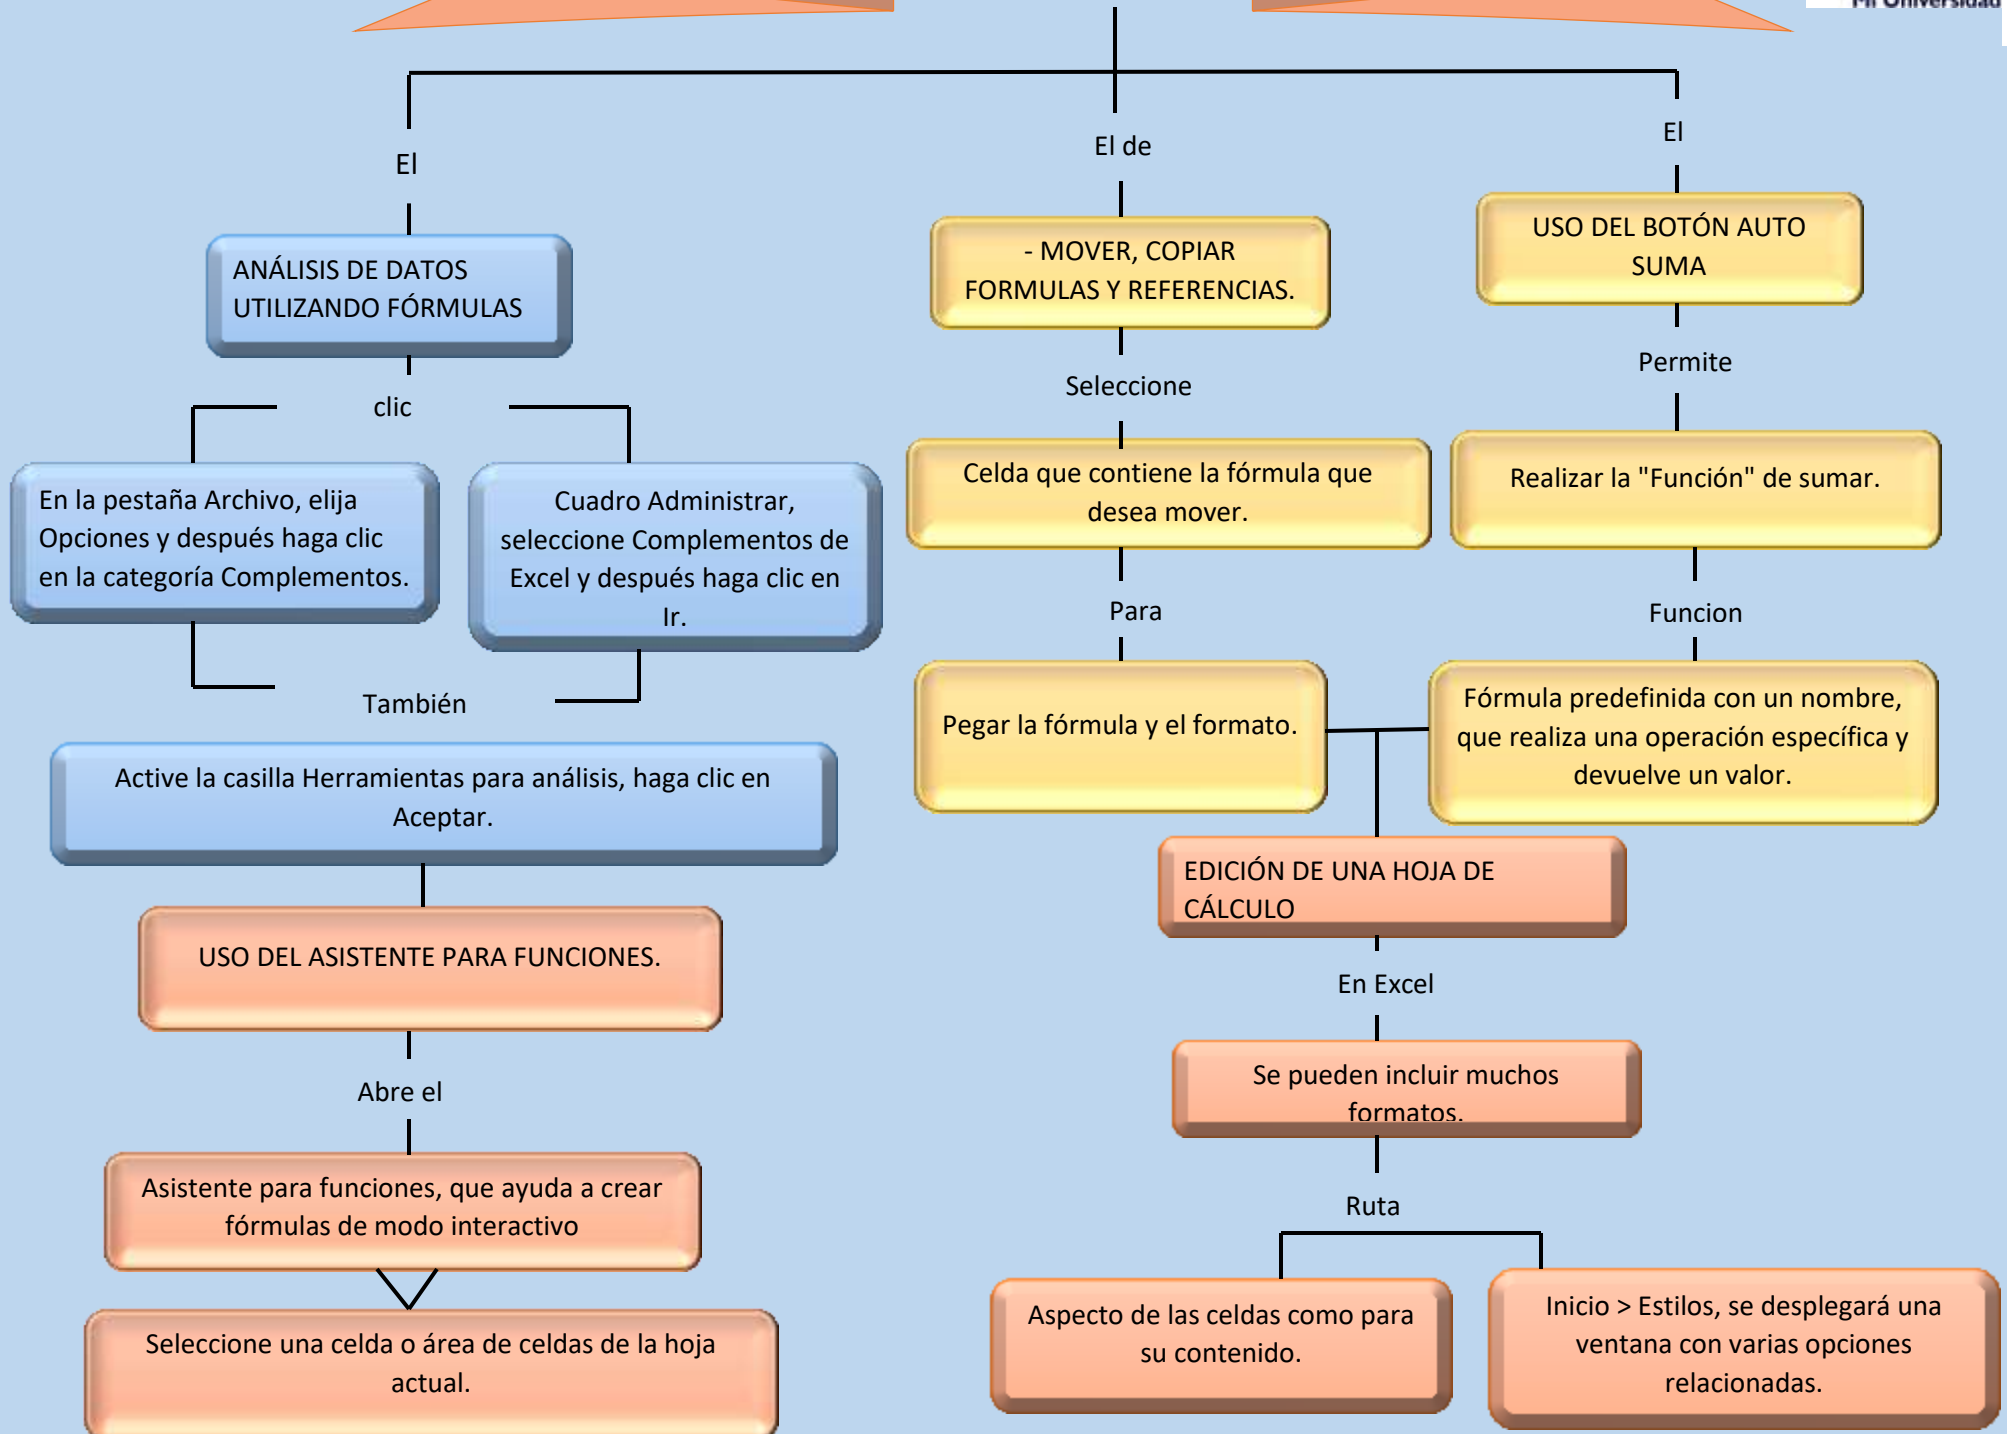 Mi Universidad
El
El de
El
ANÁLISIS DE DATOS
UTILIZANDO FÓRMULAS
- MOVER, COPIAR
FORMULAS Y REFERENCIAS.
USO DEL BOTÓN AUTO
SUMA
clic
Seleccione
Permite
En la pestaña Archivo, elija
Opciones y después haga clic
en la categoría Complementos.
Cuadro Administrar,
seleccione Complementos de
Excel y después haga clic en
Ir.
Celda que contiene la fórmula que
desea mover.
Realizar la "Función" de sumar.
También
Para
Funcion
Active la casilla Herramientas para análisis, haga clic en
Aceptar.
Pegar la fórmula y el formato.
Fórmula predefinida con un nombre,
que realiza una operación específica y
devuelve un valor.
USO DEL ASISTENTE PARA FUNCIONES.
EDICIÓN DE UNA HOJA DE
CÁLCULO
Abre el
En Excel
Asistente para funciones, que ayuda a crear
fórmulas de modo interactivo
Se pueden incluir muchos
formatos.
Ruta
Seleccione una celda o área de celdas de la hoja
actual.
Aspecto de las celdas como para
su contenido.
Inicio > Estilos, se desplegará una
ventana con varias opciones
relacionadas.